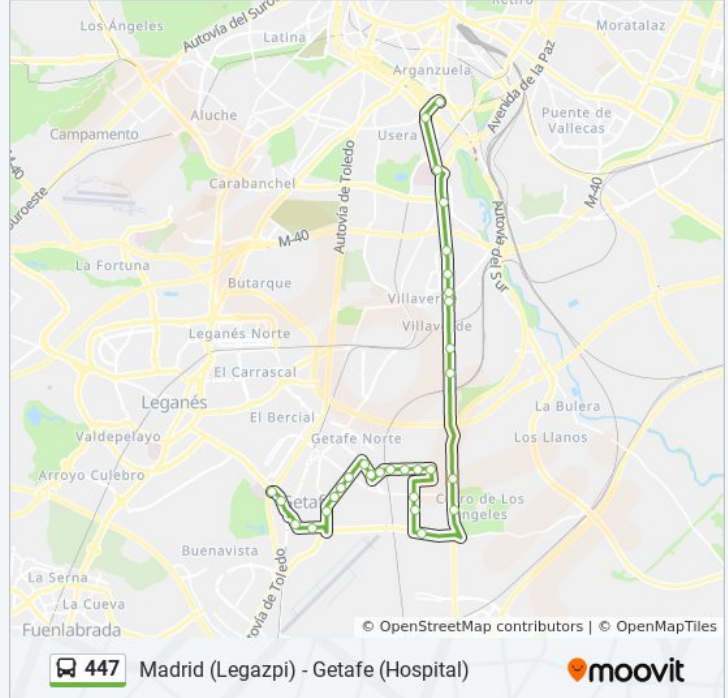 Retiro
Los Ángeles
Autovía del Suroe
Latina
Moratalaz
Arganzuela
Avenida de la Paz
Aluche
Usera
Puente de
Vallecas
Campamento
M-40
Carabanchel
Autovía de Toledo
M-40
Suroeste
M-40
Autovía del Sur
La Fortuna
Butarque
Villaver
Leganés Norte
Villaverde
El Carrascal
Leganés
La Bulera
El Bercial
Valdepelayo
Getafe Norte
Los Llanos
Arroyo Culebro
Getafe
Cerro de Los
Ángeles
Buenavista
Autovía de Toledo
La Serna
La Cueva
Fuenlabrada
© OpenStreetMap contributors | © OpenMapTiles
447 Madrid (Legazpi) - Getafe (Hospital)
moovit